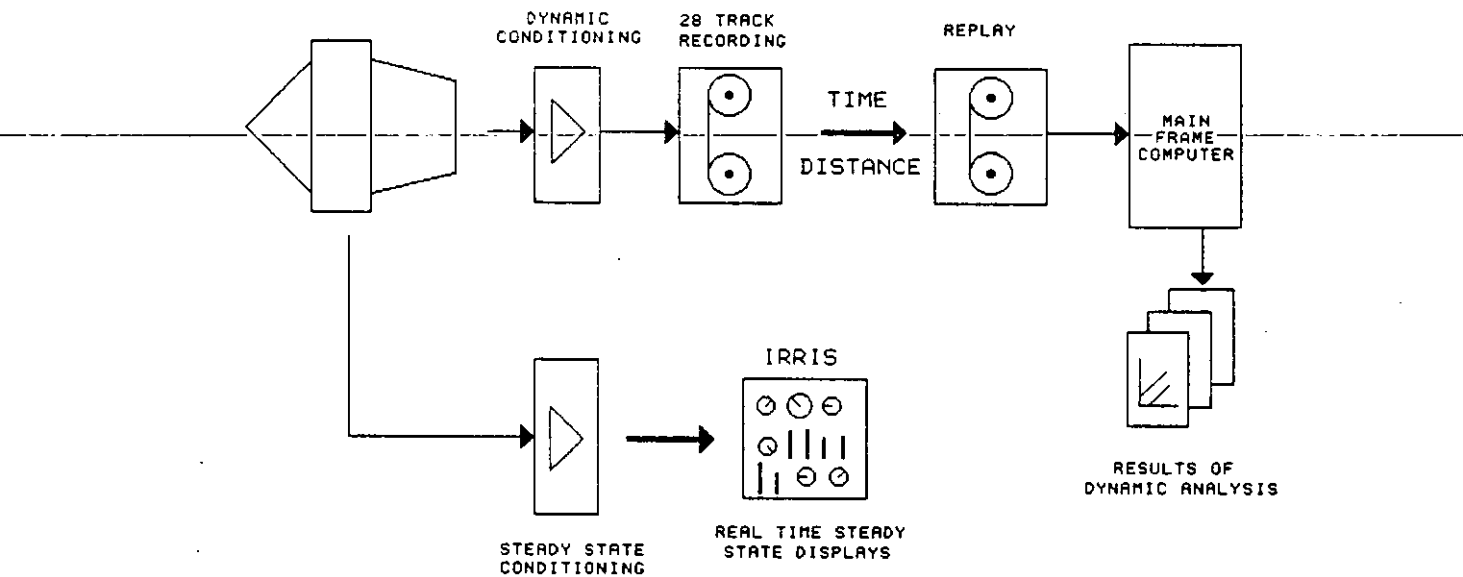 DYNAMIC
CONDITIONING
28 TRACK
RECORDING
REPLAY
TIME
DISTANCE
MAIN
FRAME
COMPUTER
IRRIS
RESULTS OF
DYNAMIC ANALYSIS
STEADY STATE
CONDITIONING
REAL TIME STEADY
STATE DISPLAYS